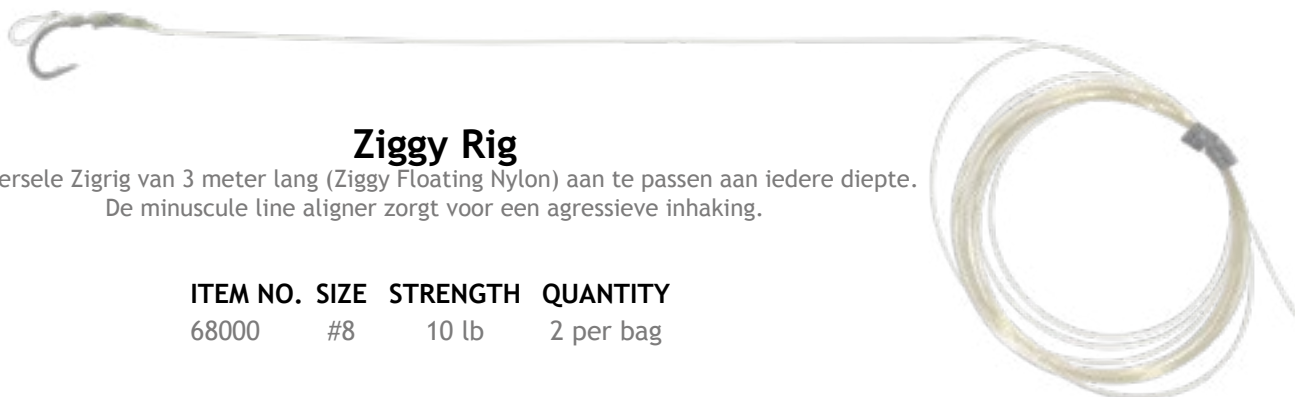 Ziggy Rig
ersele Zigrig van 3 meter lang (Ziggy Floating Nylon) aan te passen aan iedere diepte.
De minuscule line aligner zorgt voor een agressieve inhaking.
ITEM NO. SIZE STRENGTH QUANTITY
68000 #8 10 lb 2 per bag